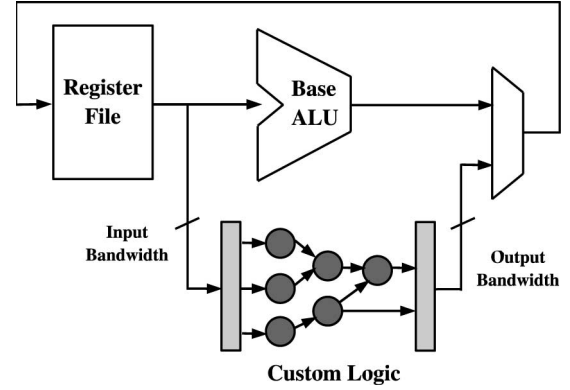 Register
File
Base
ALU
Input
Bandwidth
Output
Bandwidth
Custom Logic